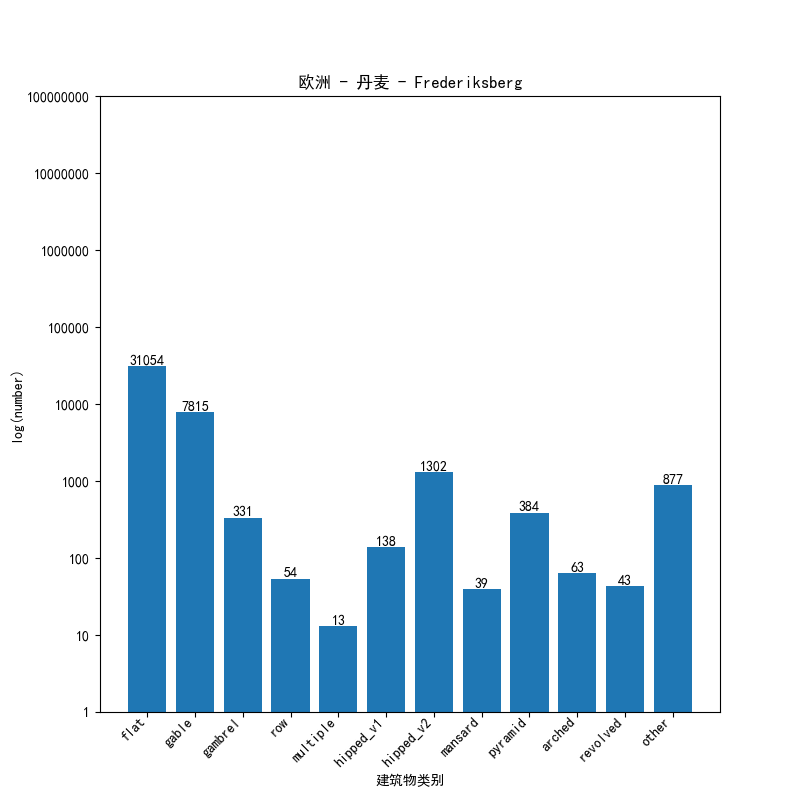 欧洲 - 丹麦 - Frederiksberg
100000000
10000000
1000000
100000
10000
1000
100
10
1
log(number)
31054
7815
331
54
13
138
1302
39
384
63
43
877
flat
gable
gambrel
row
multiple
hipped_v1
hipped_v2
mansard
pyramid
arched
revolved
other
建筑物类别